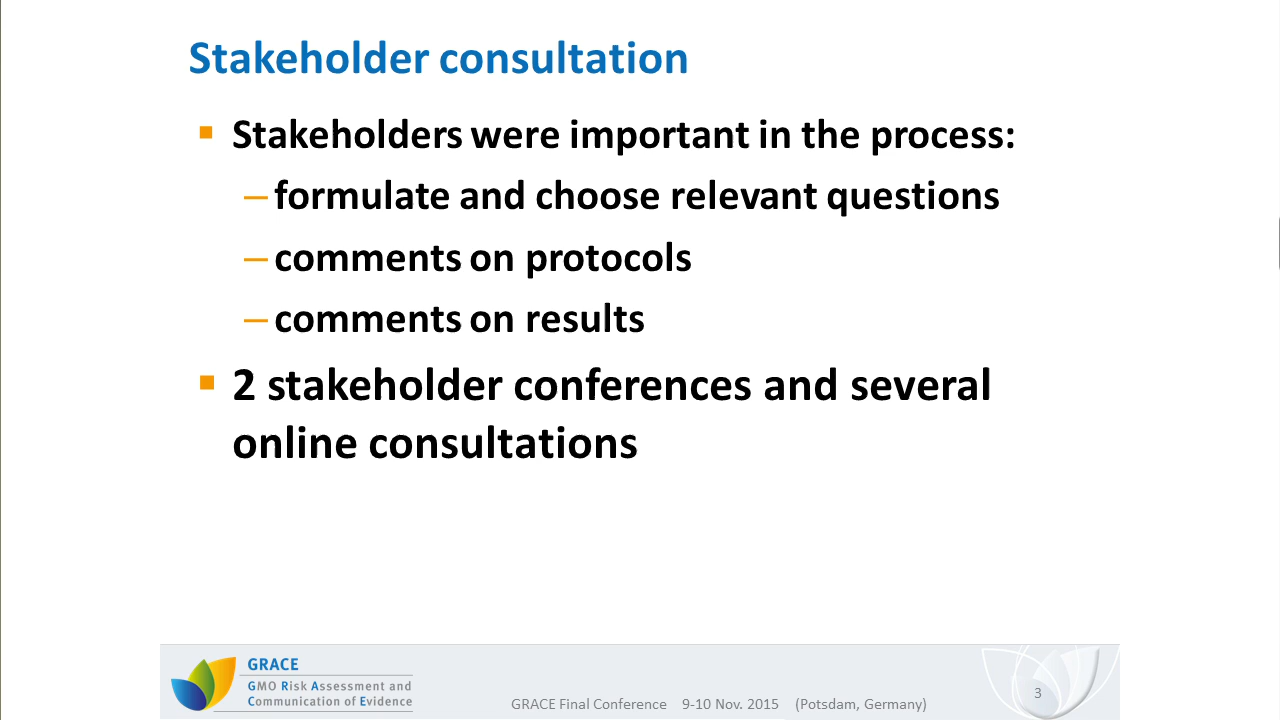 Stakeholder consultation
▪ Stakeholders were important in the process:
– formulate and choose relevant questions
– comments on protocols
– comments on results
▪ 2 stakeholder conferences and several
online consultations
GRACE
GMO Risk Assessment and
Communication of Evidence
GRACE Final Conference 9-10 Nov. 2015 (Potsdam, Germany)
3